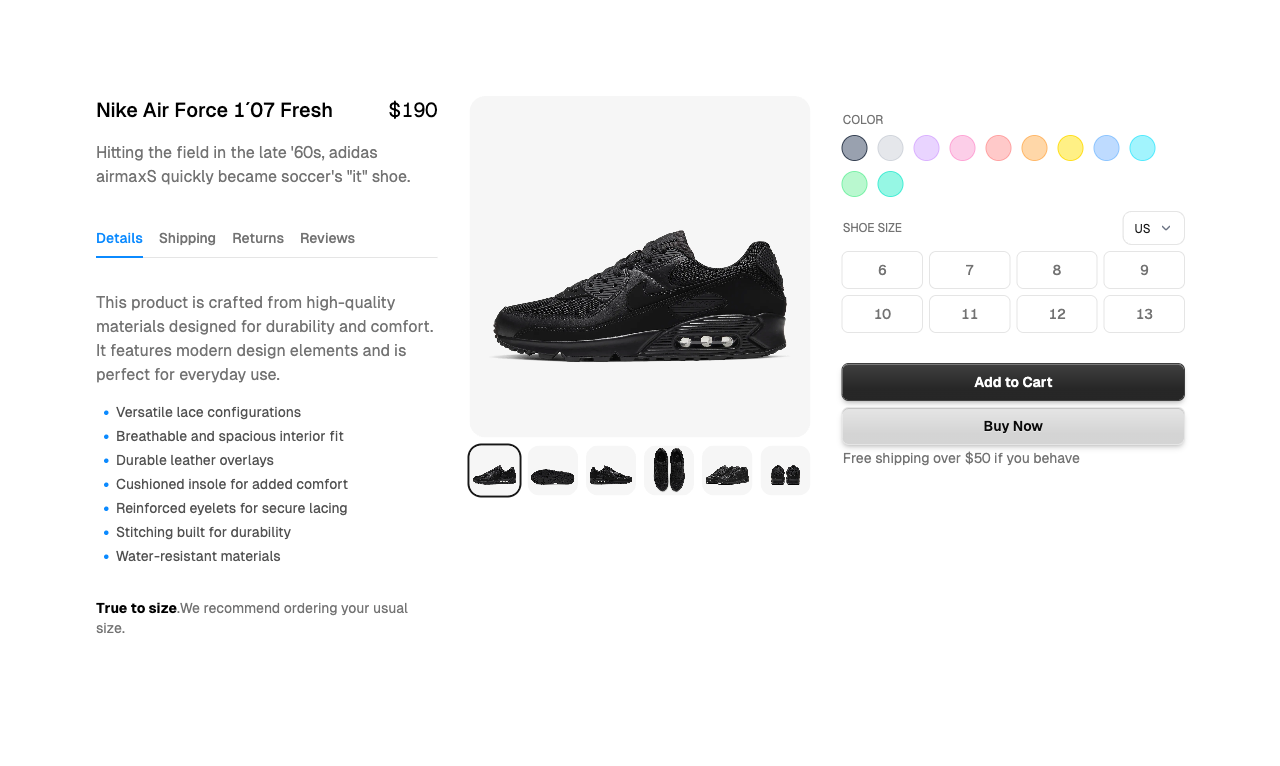 Nike Air Force 1´07 Fresh
$190
Hitting the field in the late '60s, adidas
airmaxS quickly became soccer's "it" shoe.
Details
Shipping
Returns
Reviews
This product is crafted from high-quality
materials designed for durability and comfort.
It features modern design elements and is
perfect for everyday use.
Versatile lace configurations
Breathable and spacious interior fit
Durable leather overlays
Cushioned insole for added comfort
Reinforced eyelets for secure lacing
Stitching built for durability
Water-resistant materials
True to size.We recommend ordering your usual
size.
COLOR
SHOE SIZE
US
6
7
8
9
10
11
12
13
Add to Cart
Buy Now
Free shipping over $50 if you behave